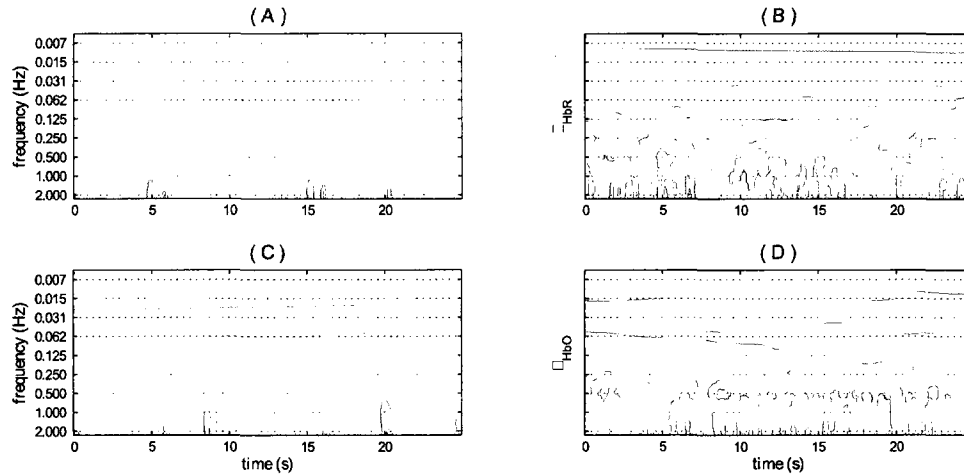 ( A )
( B )
frequency (Hz)
0.007
0.015
0.031
0.062
0.125
0.250
0.500
1.000
2.000
0 5 10 15 20
HbR
0 5 10 15 20
( C )
( D )
frequency (Hz)
0.007
0.015
0.031
0.062
0.125
0.250
0.500
1.000
2.000
0 5 10 15 20 25
time (s)
HbO
0 5 10 15 20
time (s)